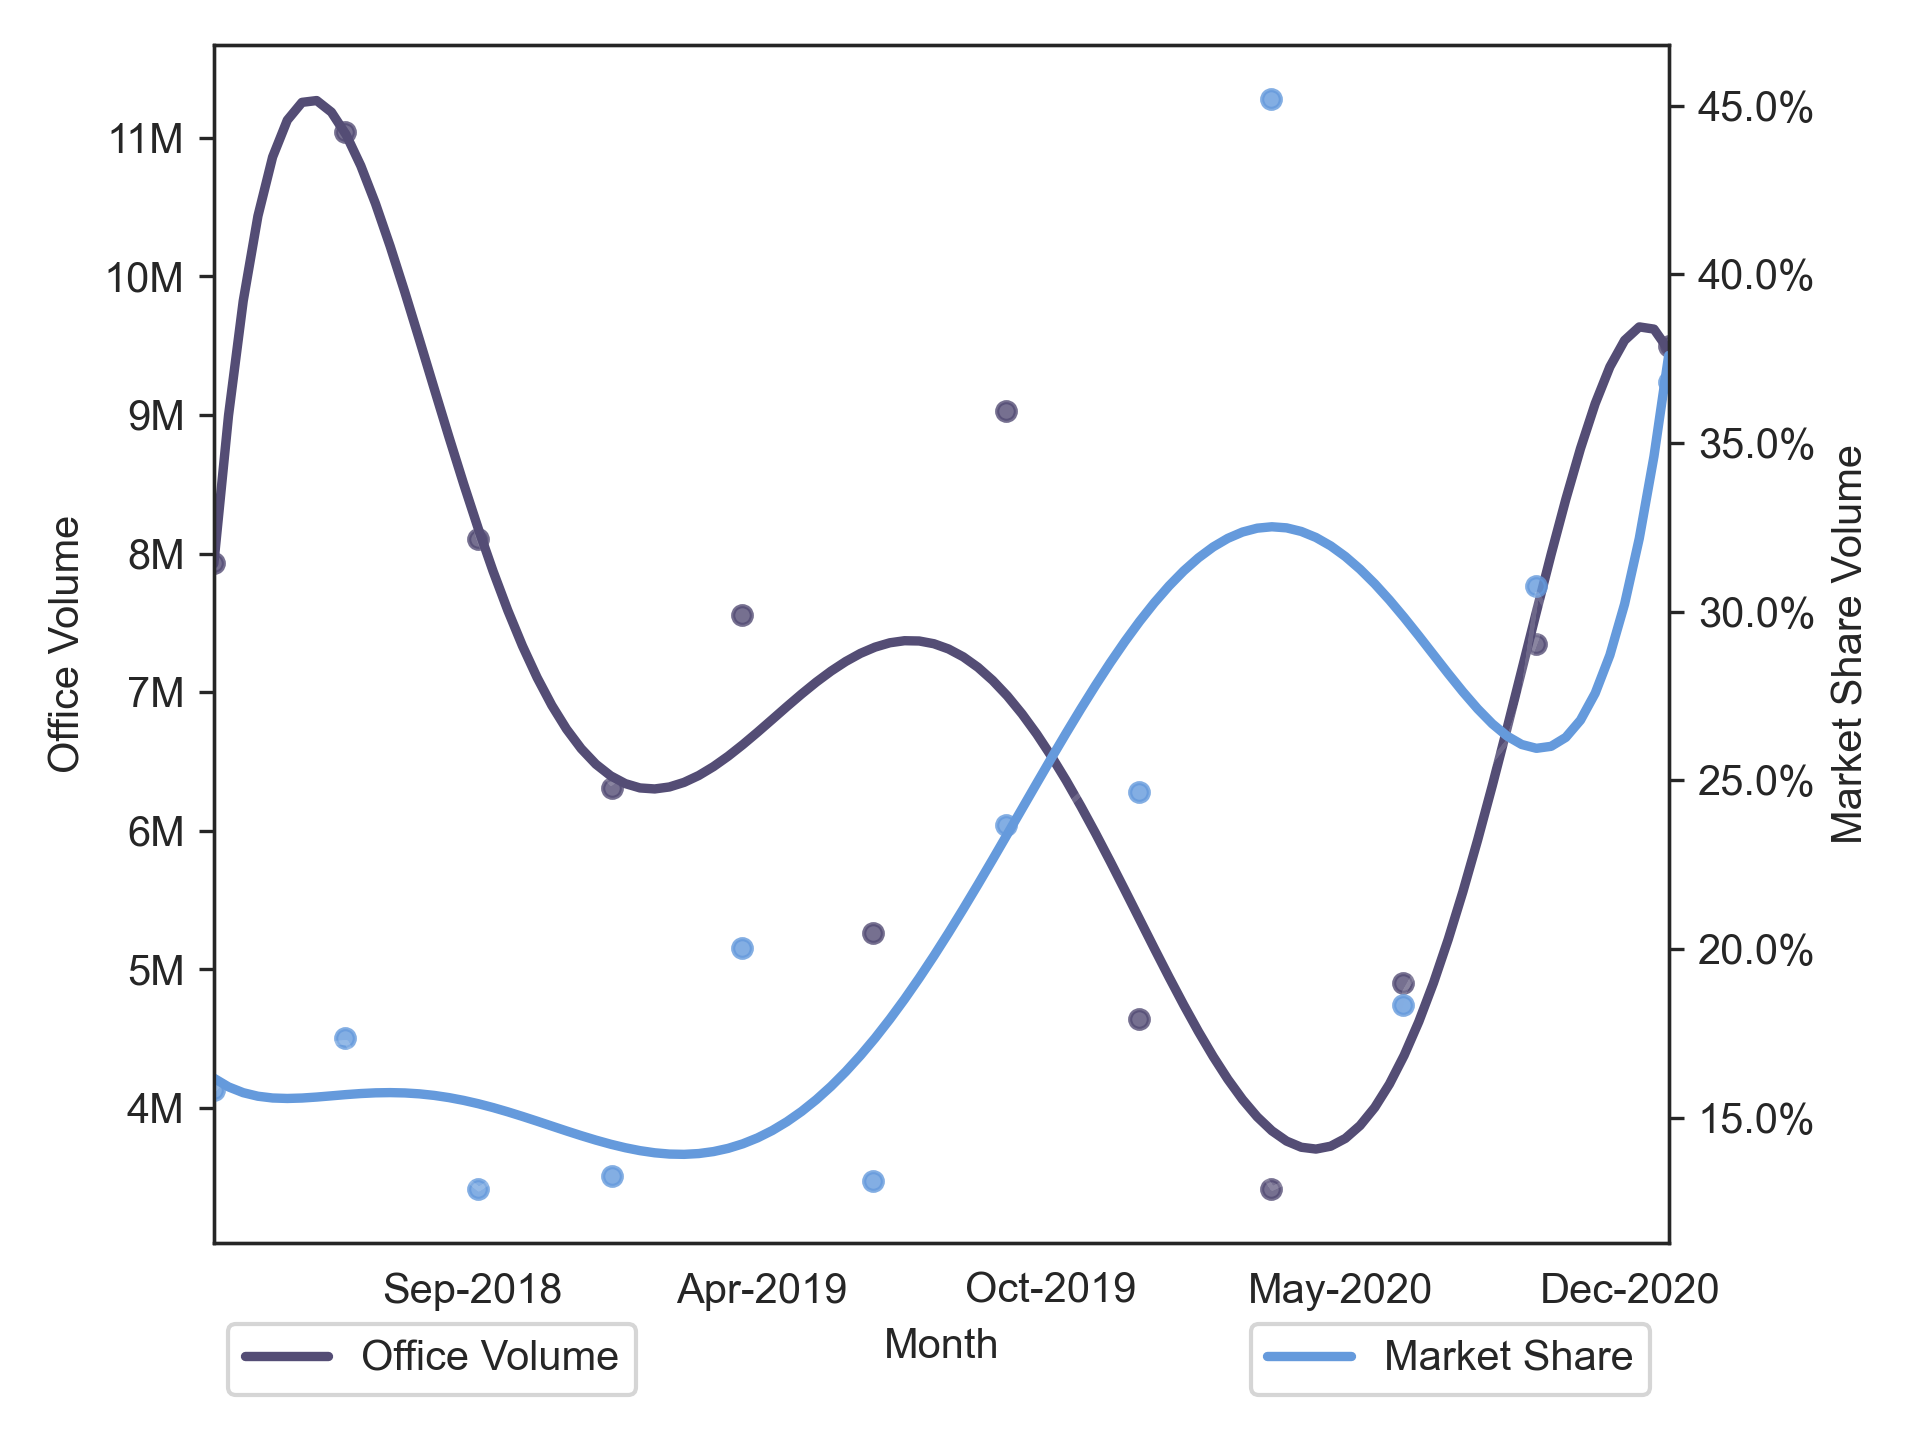 11M
10M
9M
8M
7M
6M
5M
4M
Office Volume
45.0%
40.0%
35.0%
30.0%
25.0%
20.0%
15.0%
Market Share Volume
Sep-2018
Apr-2019
Oct-2019
May-2020
Dec-2020
Month
Office Volume
Market Share